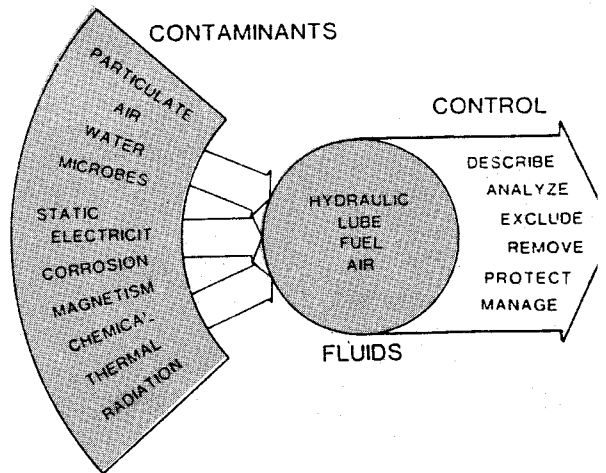 CONTAMINANTS
PARTICULATE
AIR
WATER
MICROBES
STATIC
ELECTRICIT
CORROSION
MAGNETISM
CHEMICA'-
THERMAL
RADIATION
HYDRAULIC
LUBE
FUEL
AIR
FLUIDS
CONTROL
DESCRIBE
ANALYZE
EXCLUDE
REMOVE
PROTECT
MANAGE